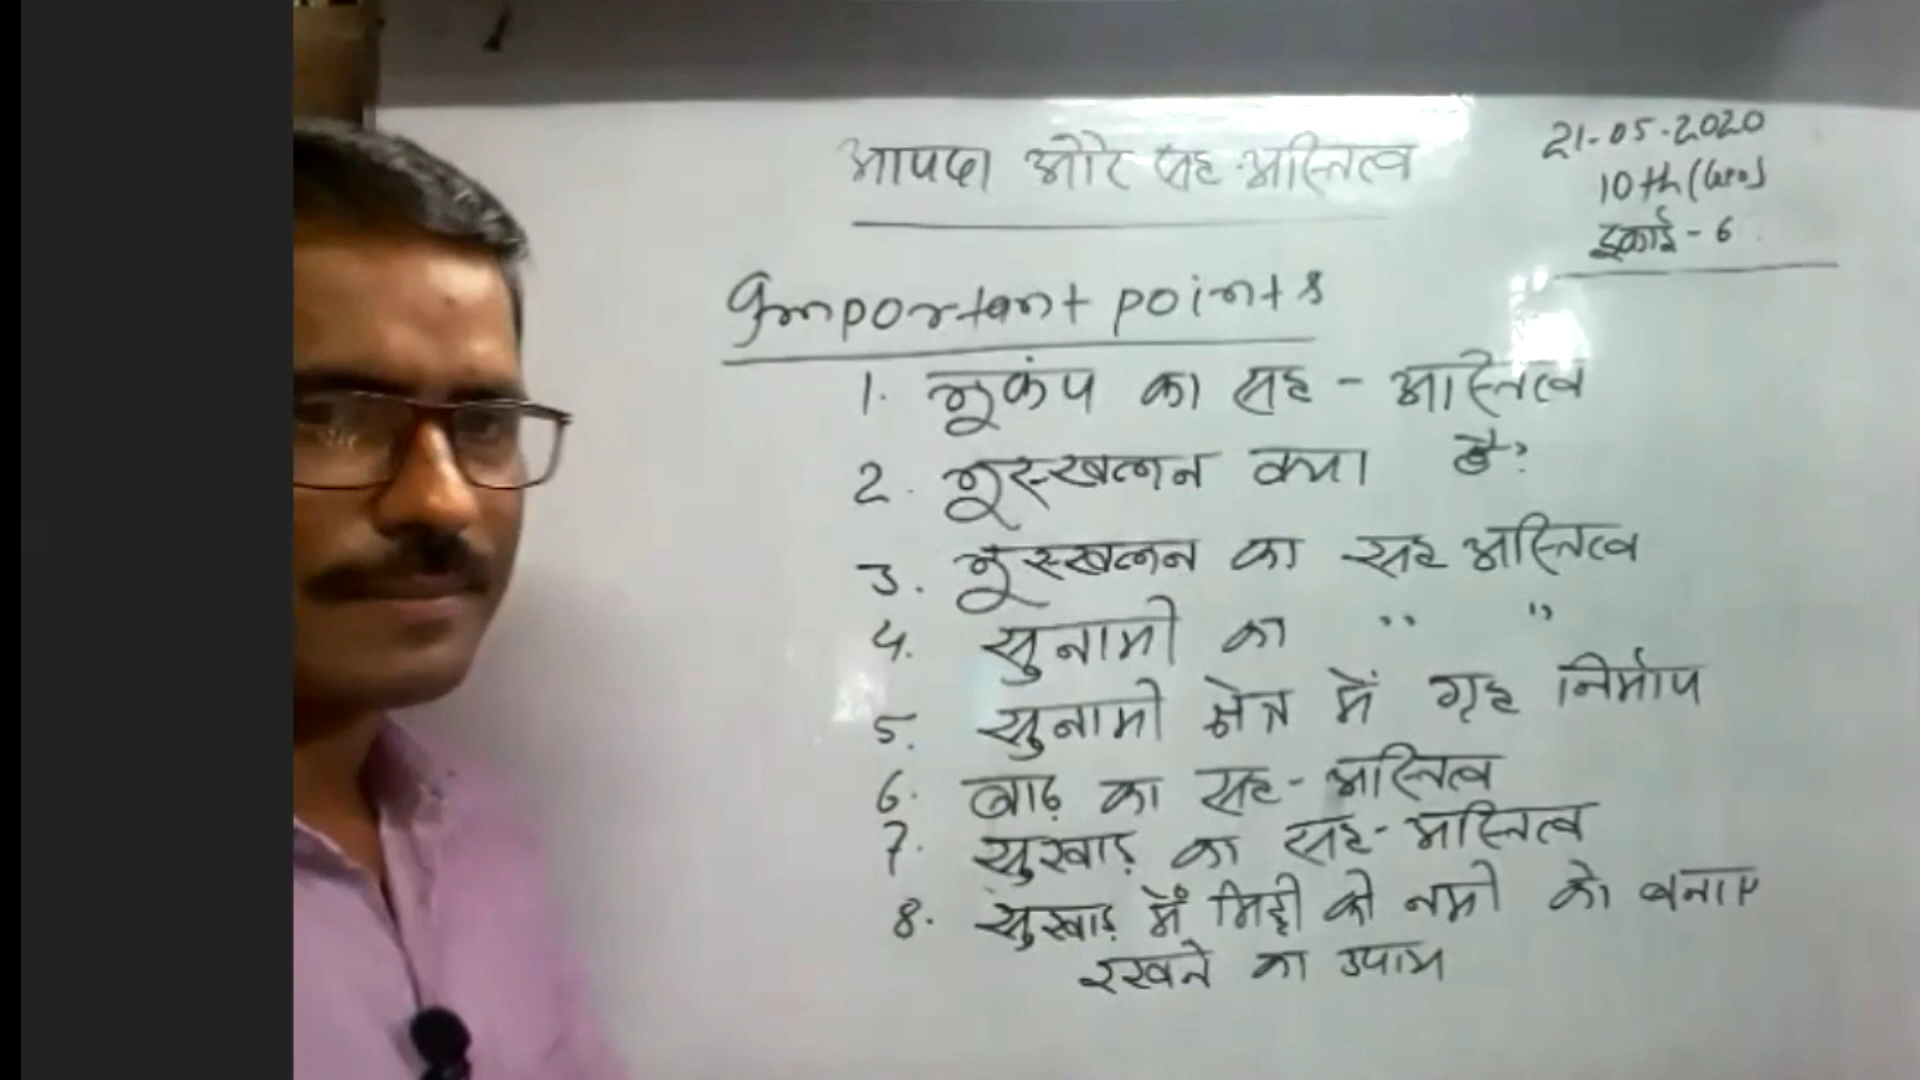 आपदा और सह-अस्तित्व
21-05-2020
10th (Geo)
इकाई - 6
Important points
1. भूकंप का सह - अस्तित्व
2. भूस्खलन क्या है?
3. भूस्खलन का सह अस्तित्व
4. सुनामी का " "
5. सुनामी क्षेत्र में गृह निर्माण
6. बाढ़ का सह-अस्तित्व
7. सुखाड़ का सह-अस्तित्व
8. सुखाड़ में मिट्टी की नमी को बनाए
रखने का उपाय